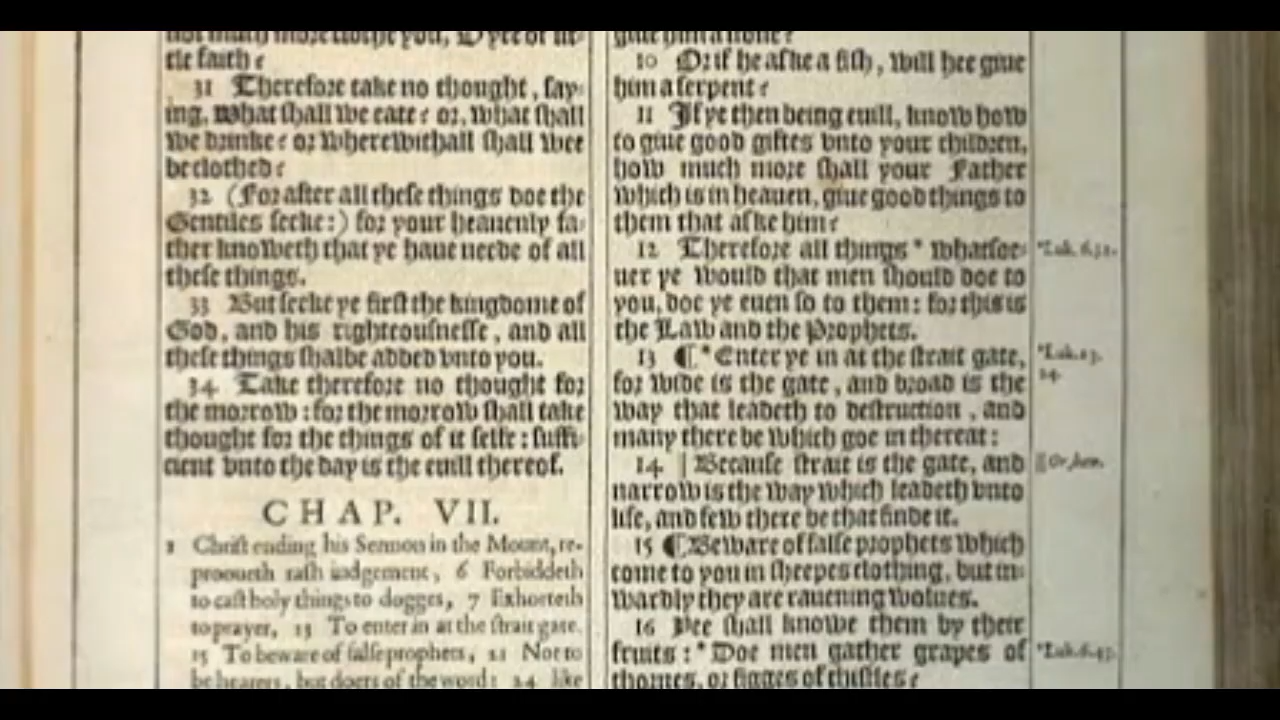 not much more clothe you, O yee of lit-
tle faith?
31 Therefore take no thought, say-
ing, What shall we eate? or, what shall
we drinke? or wherewithall shall wee
be clothed?
32 (For after all these things doe the
Gentiles seeke:) for your heauenly fa-
ther knoweth that ye haue neede of all
these things.
33 But seeke ye first the kingdome of
God, and his righteousnesse, and all
these things shalbe added vnto you.
34 Take therefore no thought for
the morrow: for the morrow shall take
thought for the things of it selfe: suffi-
cient vnto the day is the euill thereof.
CHAP. VII.
1 Christ ending his Sermon in the Mount, re-
prooueth rash iudgement, 6 Forbiddeth
to cast holy things to dogges, 7 Exhorteth
to prayer, 13 To enter in at the strait gate.
15 To beware of false prophets, 21 Not to
be hearers, but doers of the word: 24 like
giue him a stone?
10 Or if he aske a fish, will hee giue
him a serpent?
11 If ye then being euill, know how
to giue good giftes vnto your children,
how much more shall your Father
which is in heauen, giue good things to
them that aske him?
12 Therefore all things * whatsoe-
uer ye would that men should doe to
you, doe ye euen so to them: for this is
the Law and the Prophets.
13 ¶ * Enter ye in at the strait gate,
for wide is the gate, and broad is the
way that leadeth to destruction, and
many there be which goe in thereat:
14 || Because strait is the gate, and
narrow is the way which leadeth vnto
life, and few there be that finde it.
15 ¶ Beware of false prophets which
come to you in sheepes clothing, but in-
wardly they are rauening wolues.
16 Yee shall knowe them by their
fruits: * Doe men gather grapes of
thornes, or figges of thistles?
*Luk. 6.31.
*Luk. 13.
24
|| Or, how.
*Luk. 6.43.